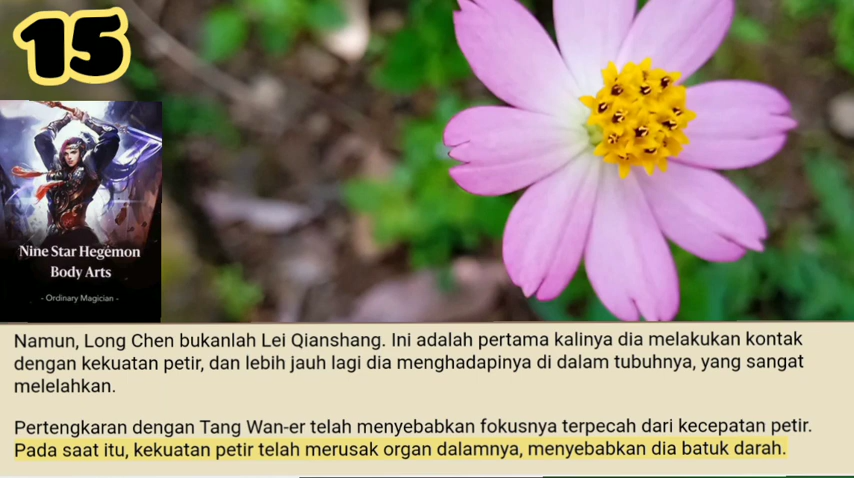 15
Nine Star Hegemon
Body Arts
- Ordinary Magician -
Namun, Long Chen bukanlah Lei Qianshang. Ini adalah pertama kalinya dia melakukan kontak
dengan kekuatan petir, dan lebih jauh lagi dia menghadapinya di dalam tubuhnya, yang sangat
melelahkan.
Pertengkaran dengan Tang Wan-er telah menyebabkan fokusnya terpecah dari kecepatan petir.
Pada saat itu, kekuatan petir telah merusak organ dalamnya, menyebabkan dia batuk darah.